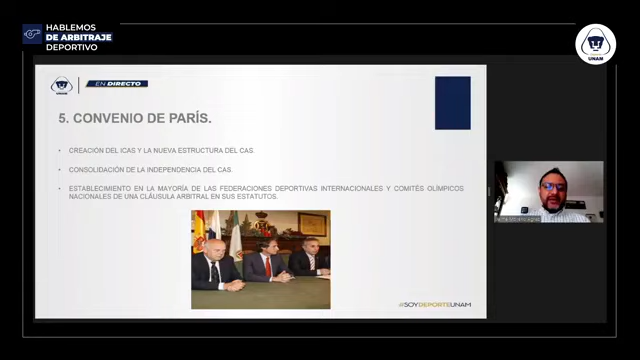 HABLEMOS
DE ARBITRAJE
DEPORTIVO
UNAM
EN DIRECTO
5. CONVENIO DE PARÍS.
• CREACIÓN DEL ICAS Y LA NUEVA ESTRUCTURA DEL CAS.
• CONSOLIDACIÓN DE LA INDEPENDENCIA DEL CAS.
• ESTABLECIMIENTO EN LA MAYORÍA DE LAS FEDERACIONES DEPORTIVAS INTERNACIONALES Y COMITÉS OLÍMPICOS
NACIONALES DE UNA CLÁUSULA ARBITRAL EN SUS ESTATUTOS.
#SOYDEPORTEUNAM